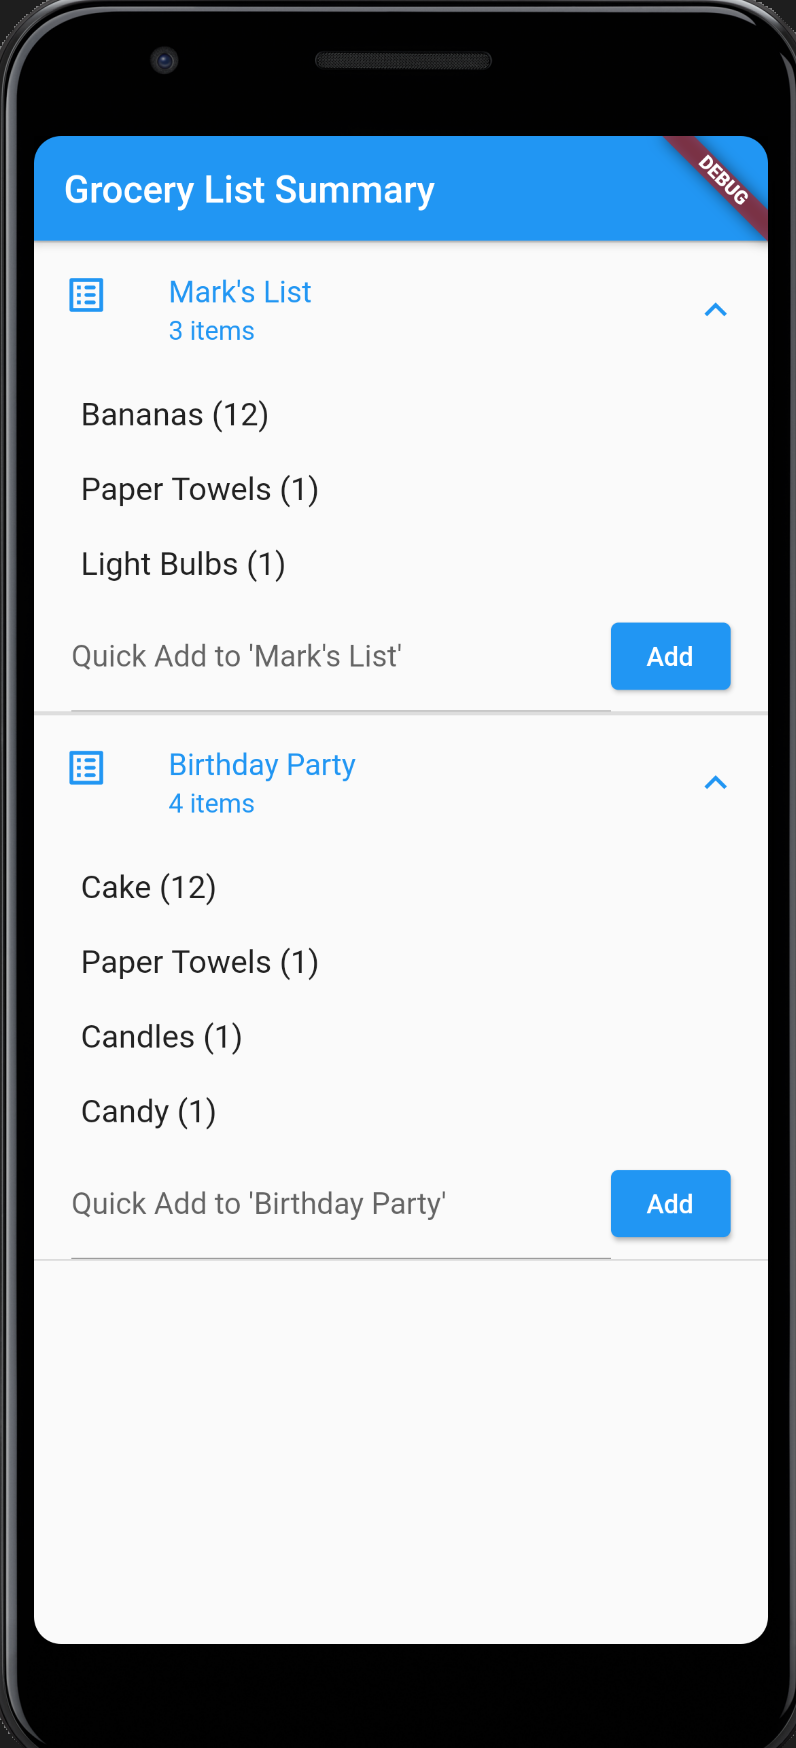 Grocery List Summary
DEBUG
Mark's List
3 items
Bananas (12)
Paper Towels (1)
Light Bulbs (1)
Quick Add to 'Mark's List'
Add
Birthday Party
4 items
Cake (12)
Paper Towels (1)
Candles (1)
Candy (1)
Quick Add to 'Birthday Party'
Add